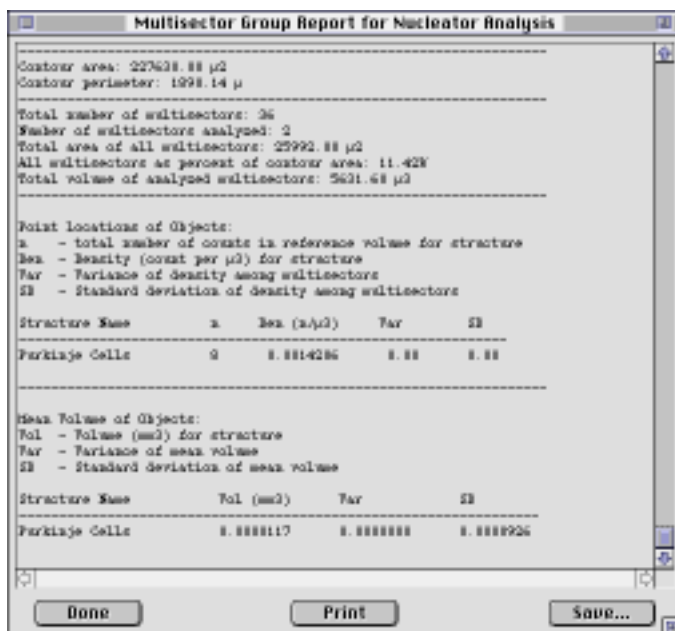 Multisector Group Report for Nucleator Analysis
Contour area: 227630.00 µ2
Contour perimeter: 1890.14 µ
Total number of multisectors: 36
Number of multisectors analyzed: 2
Total area of all multisectors: 25992.00 µ2
All multisectors as percent of contour area: 11.42%
Total volume of analyzed multisectors: 5631.60 µ3
Point locations of Objects:
n - total number of counts in reference volume for structure
Den - Density (count per µ3) for structure
Var - Variance of density among multisectors
SD - Standard deviation of density among multisectors
Structure Name n Den (n/µ3) Var SD
Purkinje Cells 8 0.0014206 0.00 0.00
Mean Volume of Objects:
Vol - Volume (mm3) for structure
Var - Variance of mean volume
SD - Standard deviation of mean volume
Structure Name Vol (mm3) Var SD
Purkinje Cells 0.0000117 0.0000000 0.0000926
Done Print Save...